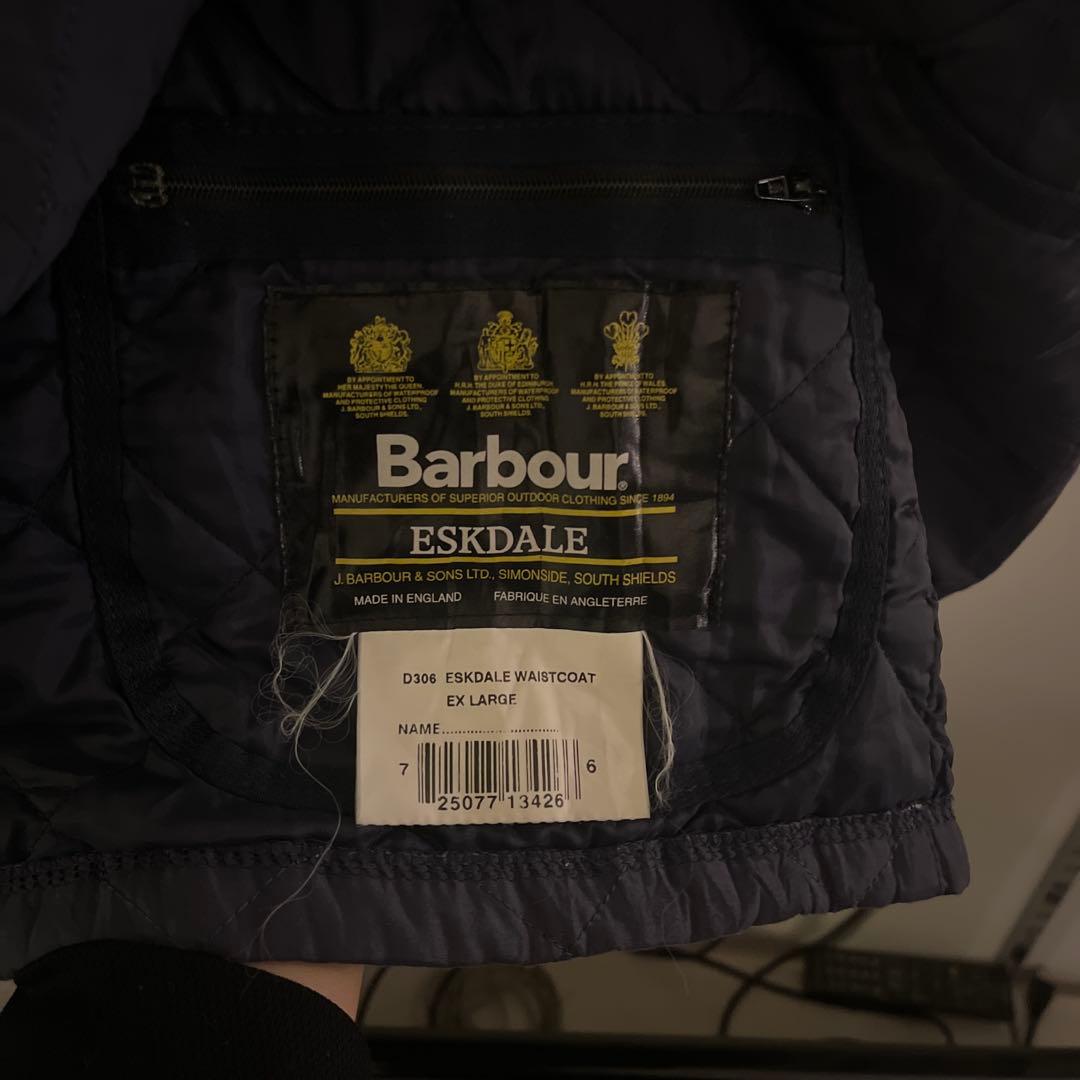 BY APPOINTMENT TO
HER MAJESTY THE QUEEN
MANUFACTURERS OF WATERPROOF
AND PROTECTIVE CLOTHING
J. BARBOUR & SONS LTD.,
SOUTH SHIELDS.
BY APPOINTMENT TO
H.R.H. THE DUKE OF EDINBURGH
MANUFACTURERS OF WATERPROOF
AND PROTECTIVE CLOTHING
J. BARBOUR & SONS LTD.,
SOUTH SHIELDS.
BY APPOINTMENT TO
H.R.H. THE PRINCE OF WALES
MANUFACTURERS OF WATERPROOF
AND PROTECTIVE CLOTHING
J. BARBOUR & SONS LTD.,
SOUTH SHIELDS.
Barbour®
MANUFACTURERS OF SUPERIOR OUTDOOR CLOTHING SINCE 1894
ESKDALE
J. BARBOUR & SONS LTD., SIMONSIDE, SOUTH SHIELDS
MADE IN ENGLAND FABRIQUE EN ANGLETERRE
D306 ESKDALE WAISTCOAT
EX LARGE
NAME..............................
7 25077 13426 6